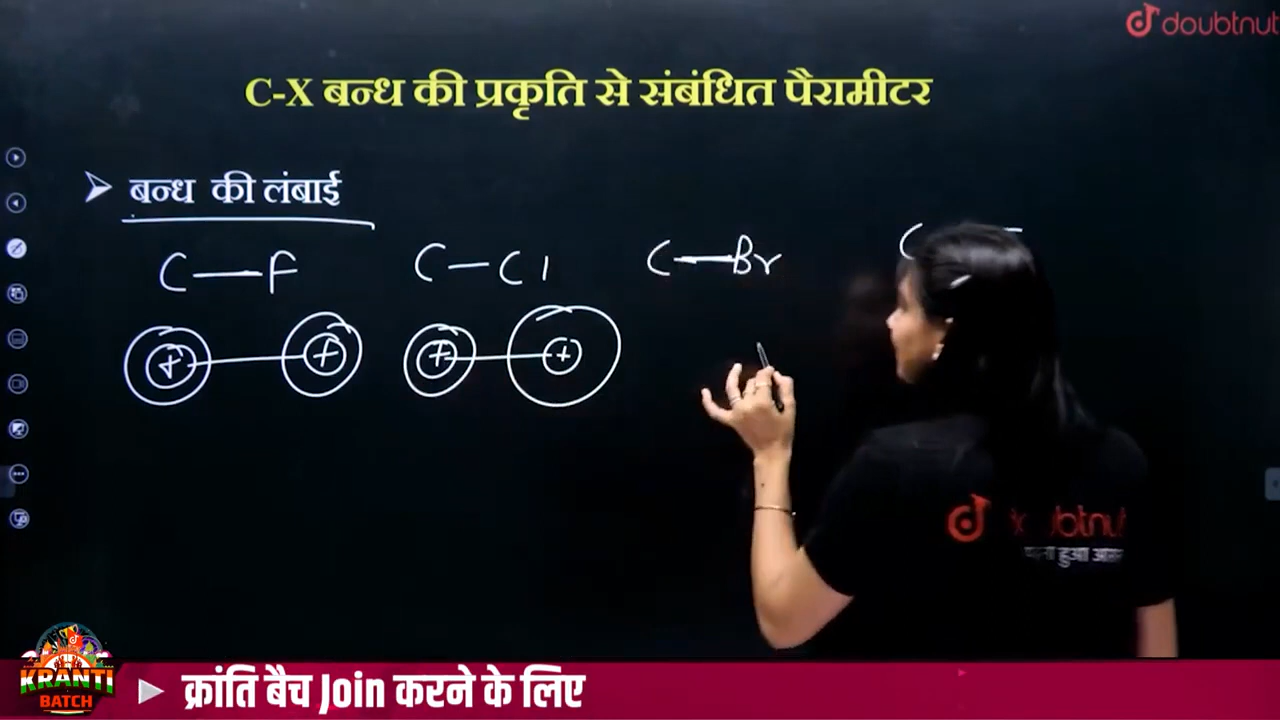 doubtnut
C-X बन्ध की प्रकृति से संबंधित पैरामीटर
बन्ध की लंबाई
C—F C—Cl C—Br C
+ + + +
doubtnut
हुआ
KRANTI
BATCH
क्रांति बैच Join करने के लिए